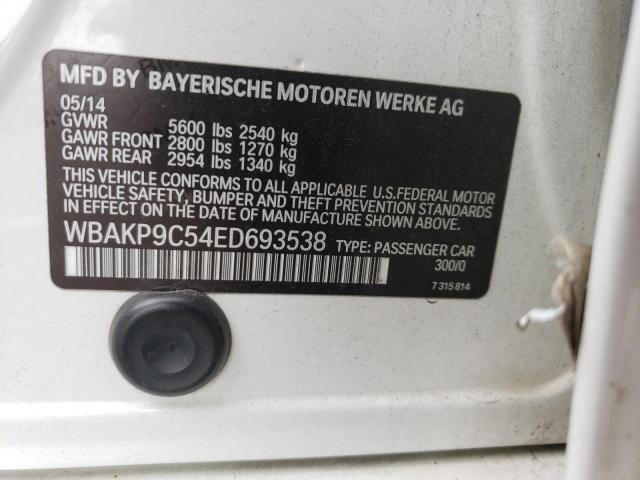 MFD BY BAYERISCHE MOTOREN WERKE AG
05/14
GVWR 5600 lbs 2540 kg
GAWR FRONT 2800 lbs 1270 kg
GAWR REAR 2954 lbs 1340 kg
THIS VEHICLE CONFORMS TO ALL APPLICABLE U.S.FEDERAL MOTOR
VEHICLE SAFETY, BUMPER AND THEFT PREVENTION STANDARDS
IN EFFECT ON THE DATE OF MANUFACTURE SHOWN ABOVE.
WBAKP9C54ED693538 TYPE: PASSENGER CAR
300/0
7 315 814